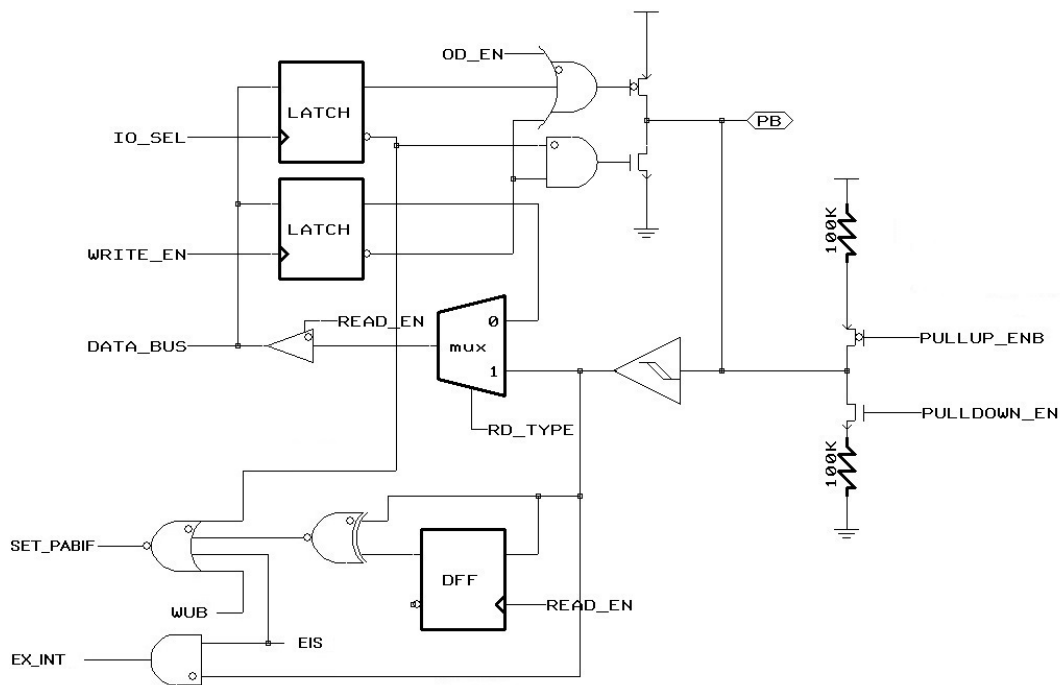 OD_EN
LATCH
IO_SEL
PB
LATCH
WRITE_EN
100K
READ_EN
0
DATA_BUS
mux
PULLUP_ENB
1
PULLDOWN_EN
RD_TYPE
100K
SET_PABIF
DFF
WUB
READ_EN
EIS
EX_INT